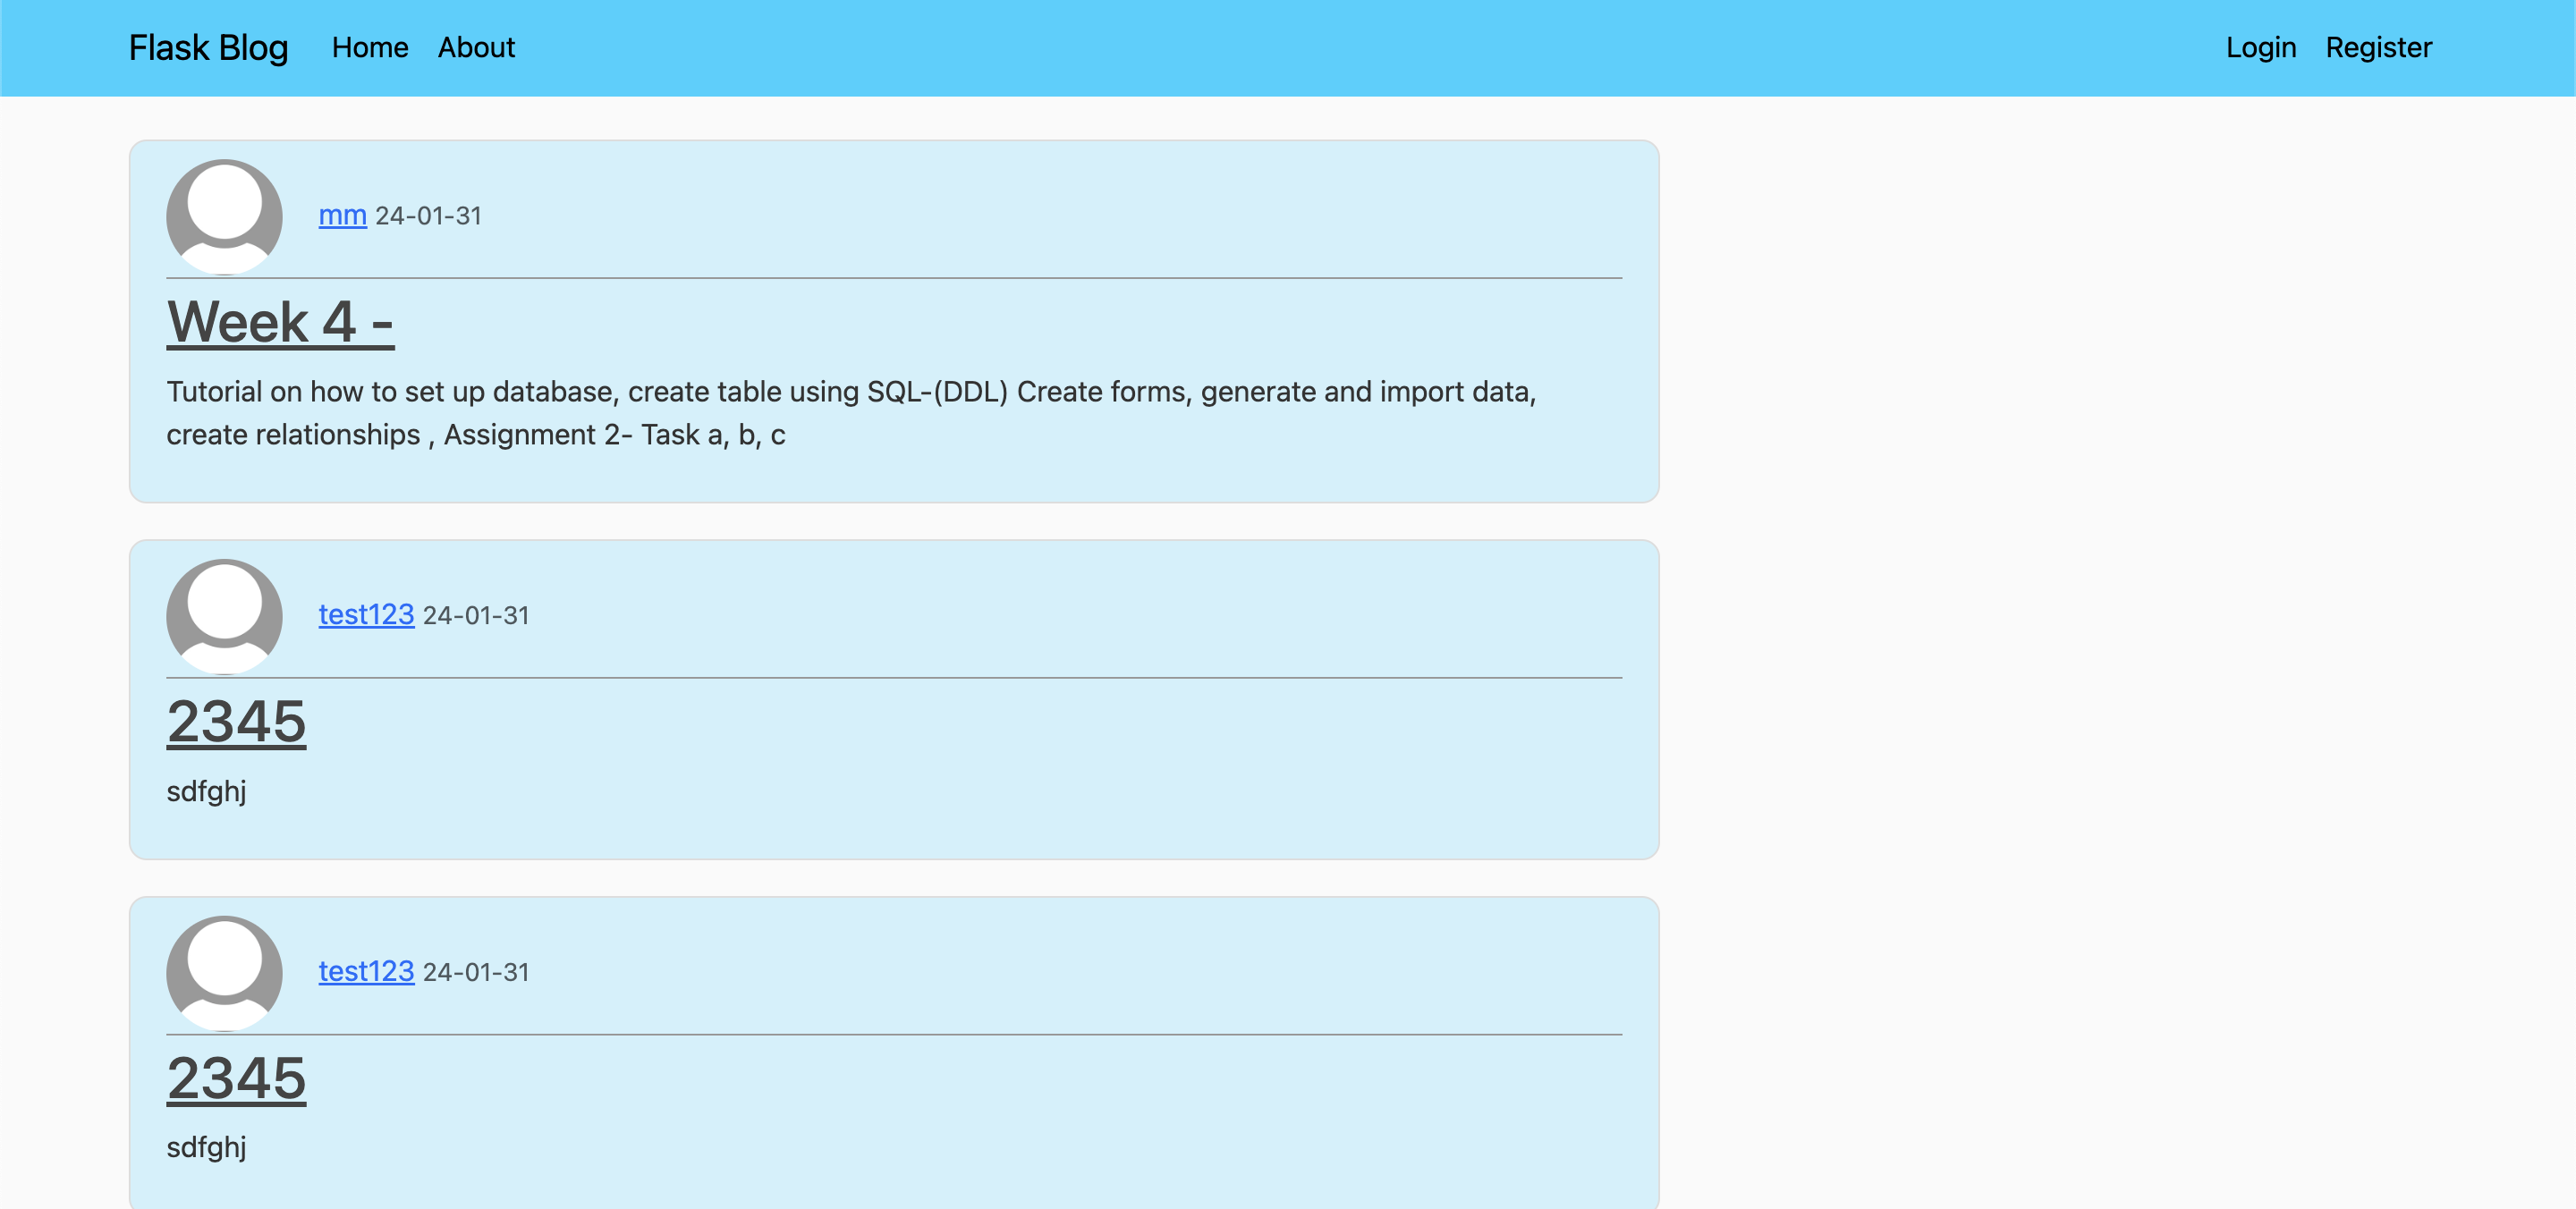 Flask Blog Home About Login Register
mm 24-01-31
Week 4 -
Tutorial on how to set up database, create table using SQL-(DDL) Create forms, generate and import data,
create relationships , Assignment 2- Task a, b, c
test123 24-01-31
2345
sdfghj
test123 24-01-31
2345
sdfghj